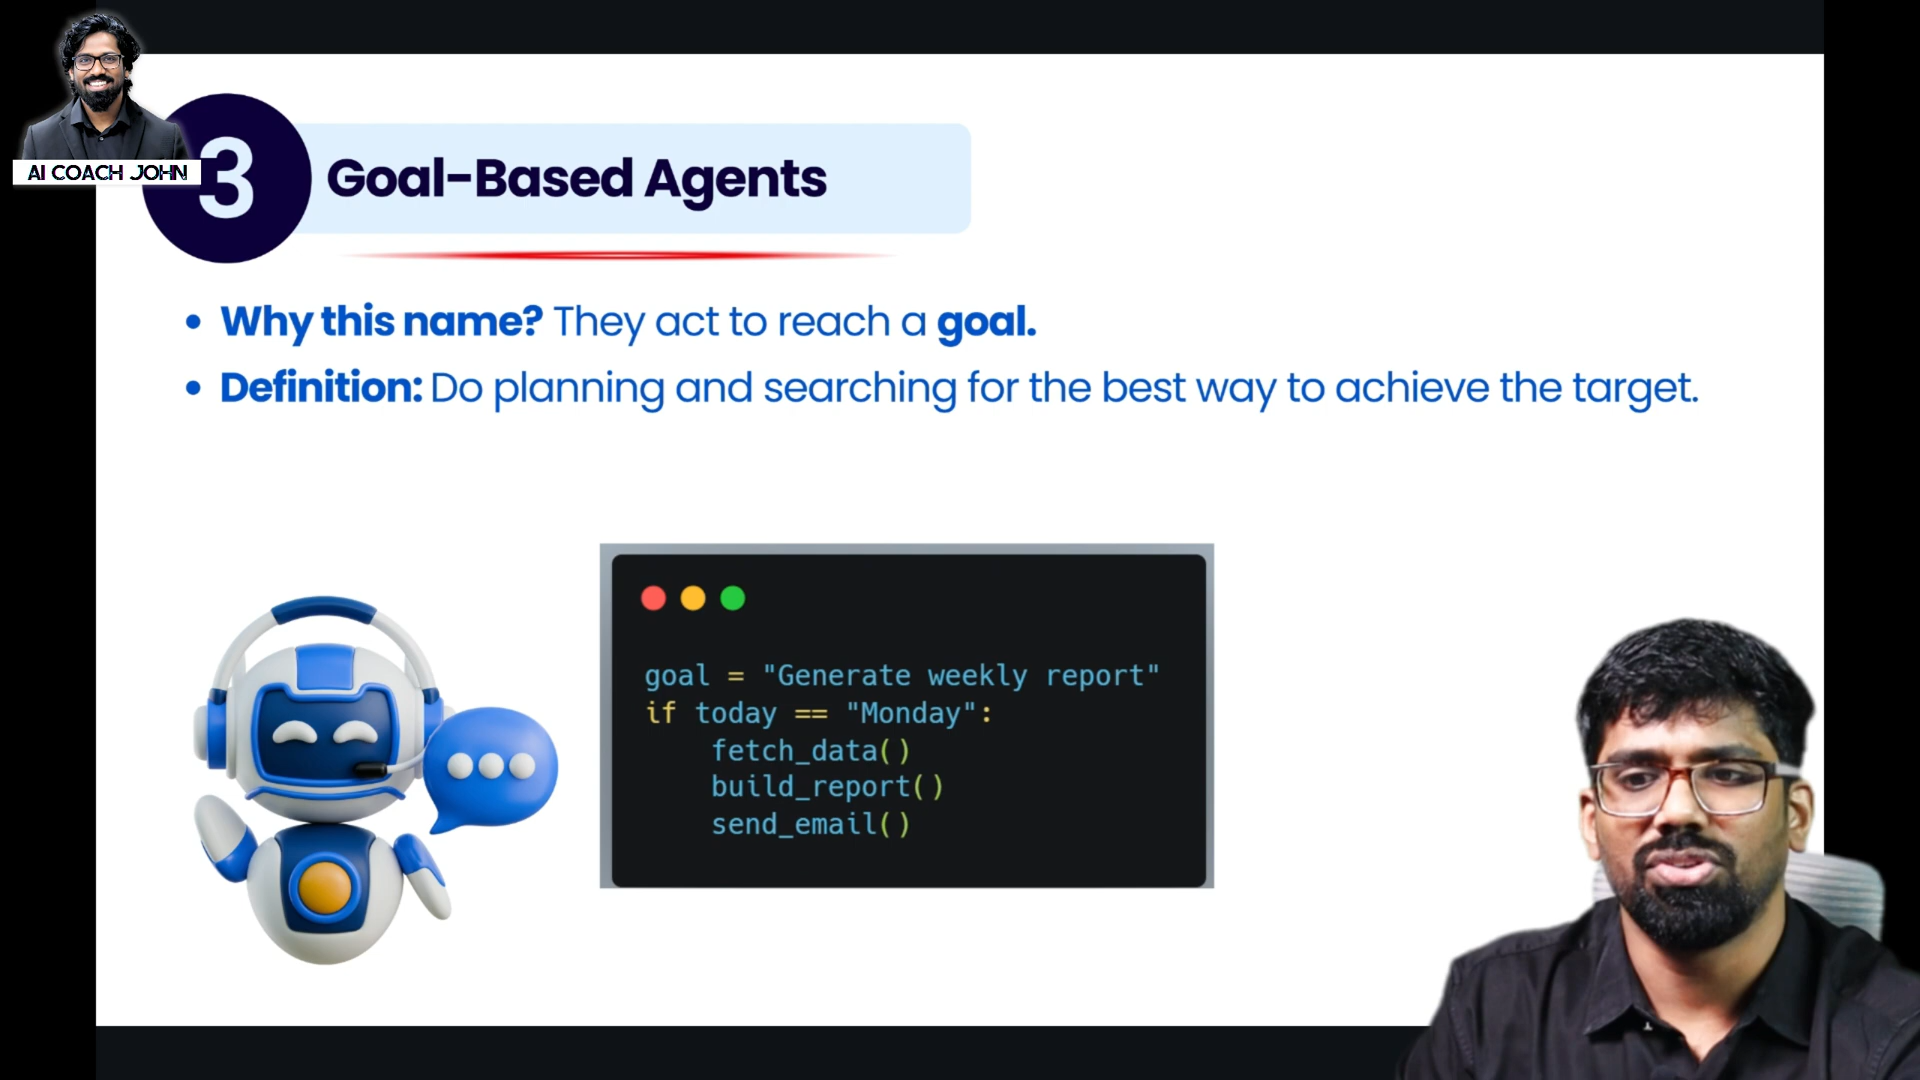 AI COACH JOHN
3
Goal-Based Agents
• Why this name? They act to reach a goal.
• Definition: Do planning and searching for the best way to achieve the target.
goal = "Generate weekly report"
if today == "Monday":
    fetch_data()
    build_report()
    send_email()